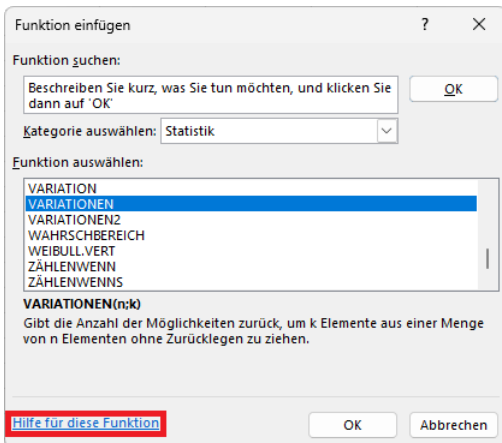 Funktion einfügen ? ×
Funktion suchen:
Beschreiben Sie kurz, was Sie tun möchten, und klicken Sie
dann auf 'OK'
OK
Kategorie auswählen: Statistik
Funktion auswählen:
VARIATION
VARIATIONEN
VARIATIONEN2
WAHRSCHBEREICH
WEIBULL.VERT
ZÄHLENWENN
ZÄHLENWENNS
VARIATIONEN(n;k)
Gibt die Anzahl der Möglichkeiten zurück, um k Elemente aus einer Menge
von n Elementen ohne Zurücklegen zu ziehen.
Hilfe für diese Funktion
OK
Abbrechen